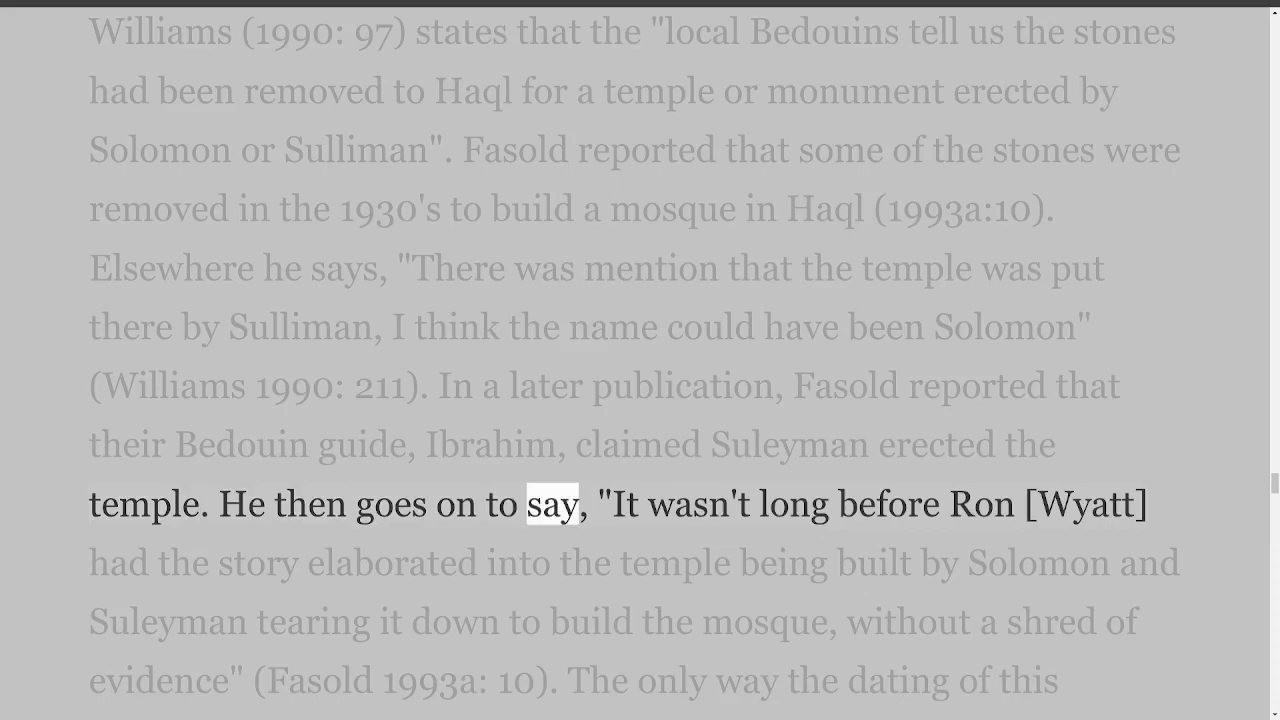 Williams (1990: 97) states that the "local Bedouins tell us the stones
had been removed to Haql for a temple or monument erected by
Solomon or Sulliman". Fasold reported that some of the stones were
removed in the 1930's to build a mosque in Haql (1993a:10).
Elsewhere he says, "There was mention that the temple was put
there by Sulliman, I think the name could have been Solomon"
(Williams 1990: 211). In a later publication, Fasold reported that
their Bedouin guide, Ibrahim, claimed Suleyman erected the
temple. He then goes on to say, "It wasn't long before Ron [Wyatt]
had the story elaborated into the temple being built by Solomon and
Suleyman tearing it down to build the mosque, without a shred of
evidence" (Fasold 1993a: 10). The only way the dating of this